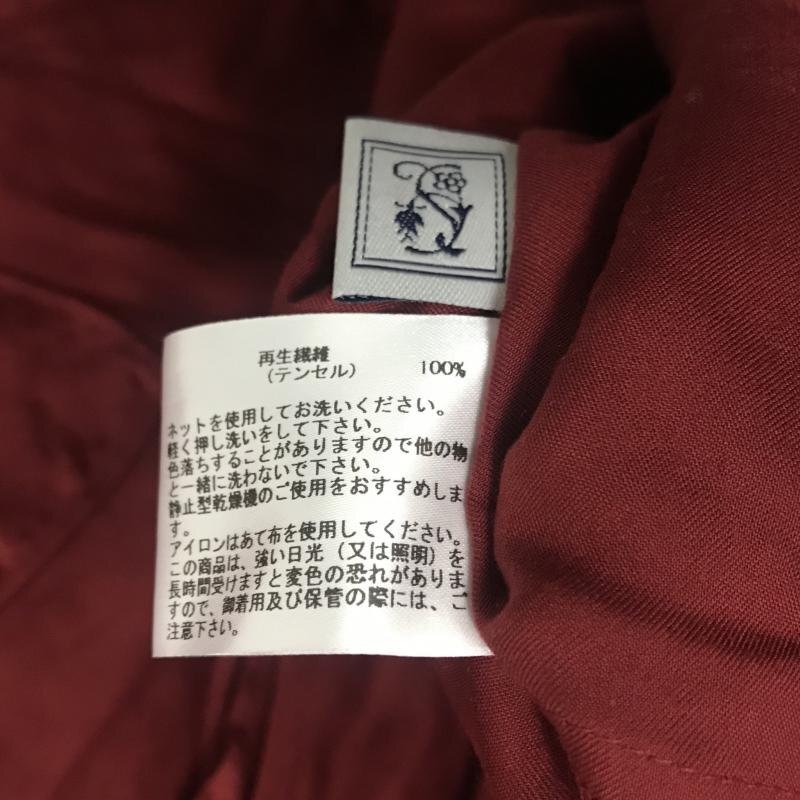 再生繊維
(テンセル) 100%
ネットを使用してお洗いください。
軽く押し洗いをして下さい。
色落ちすることがありますので他の物
と一緒に洗わないで下さい。
静止型乾燥機のご使用をおすすめしま
す。
アイロンはあて布を使用してください。
この商品は、強い日光（又は照明）を
長時間受けますと変色の恐れがありま
すので、御着用及び保管の際には、ご
注意下さい。